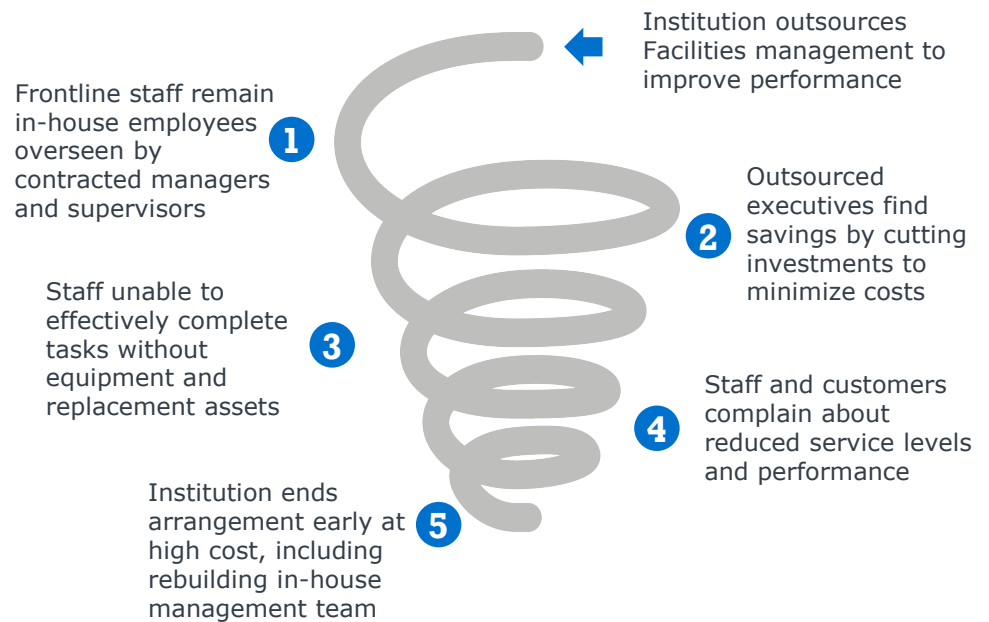 Institution outsources
Facilities management to
improve performance
1
Frontline staff remain
in-house employees
overseen by
contracted managers
and supervisors
2
Outsourced
executives find
savings by cutting
investments to
minimize costs
3
Staff unable to
effectively complete
tasks without
equipment and
replacement assets
4
Staff and customers
complain about
reduced service levels
and performance
5
Institution ends
arrangement early at
high cost, including
rebuilding in-house
management team